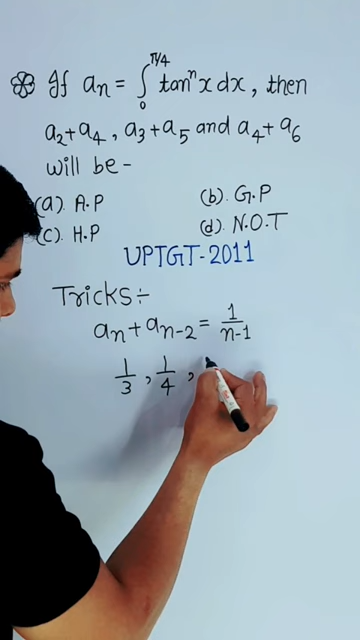 If aₙ = ∫₀^π/4 tanⁿx dx, then
a₂+a₄, a₃+a₅ and a₄+a₆
will be-
(a). A.P
(b). G.P
(c). H.P
(d). N.O.T
UPTGT-2011
Tricks÷
aₙ+aₙ₋₂ = 1/n-1
1/3, 1/4,